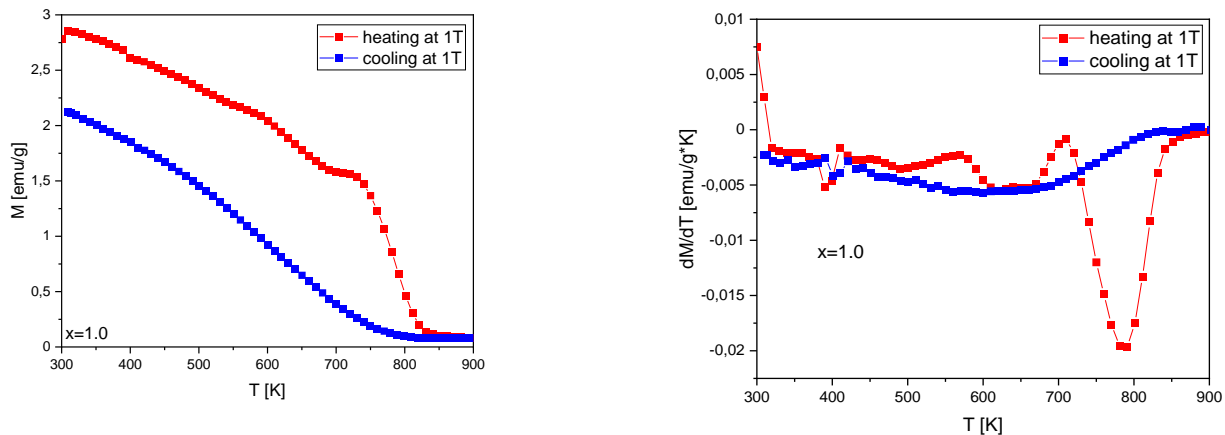 3
2,5
2
1,5
1
0,5
0
M [emu/g]
heating at 1T
cooling at 1T
x=1.0
300 400 500 600 700 800 900
T [K]
0,01
0,005
0
-0,005
-0,01
-0,015
-0,02
dM/dT [emu/g*K]
heating at 1T
cooling at 1T
x=1.0
300 400 500 600 700 800 900
T [K]